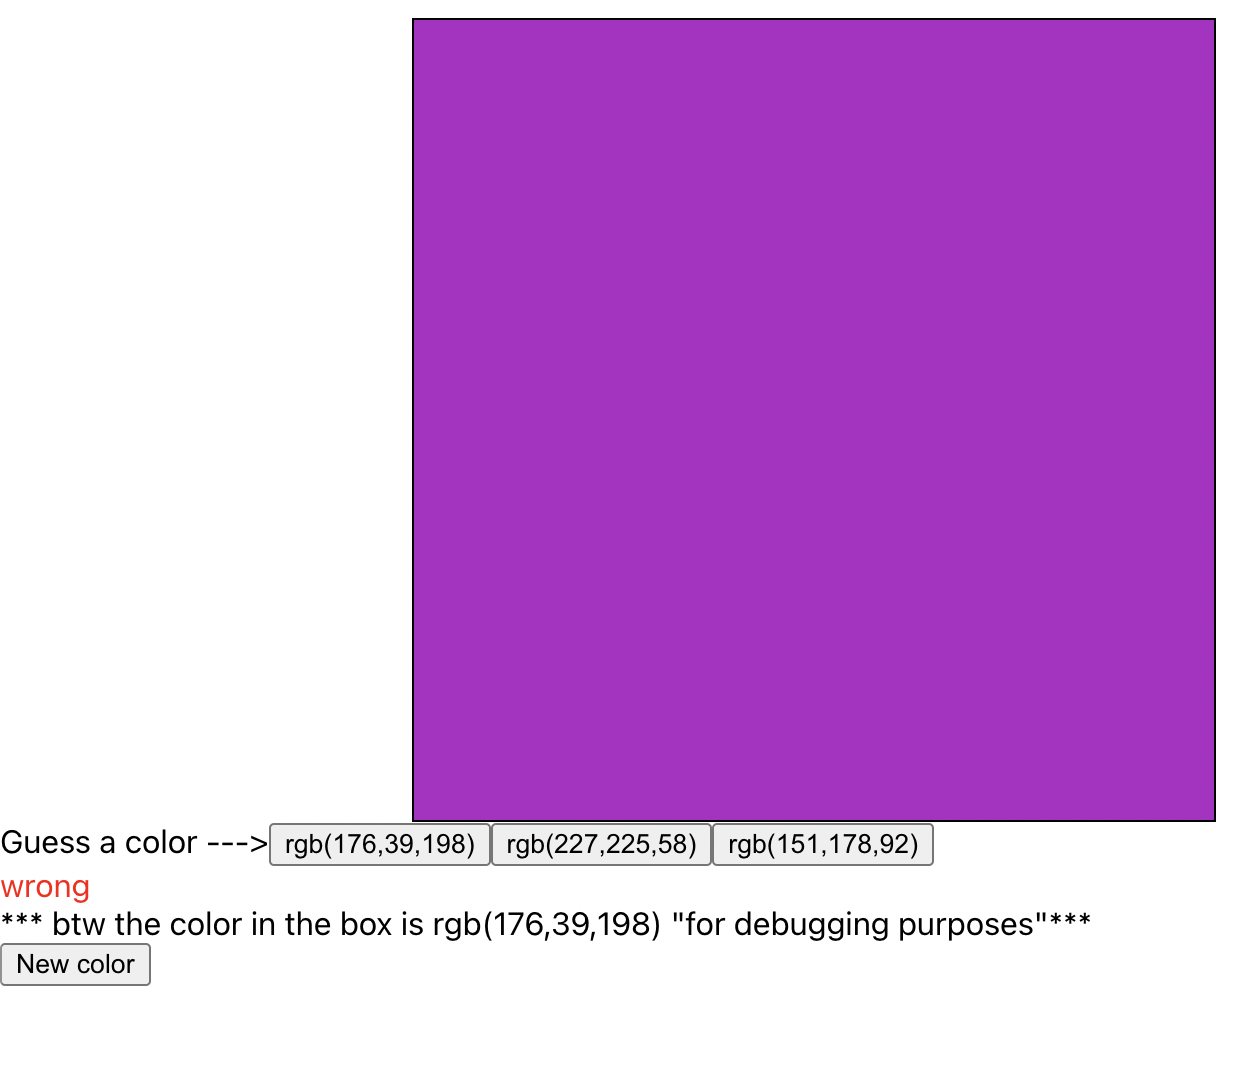 Guess a color --->rgb(176,39,198) rgb(227,225,58) rgb(151,178,92)
wrong
*** btw the color in the box is rgb(176,39,198) "for debugging purposes"***
New color